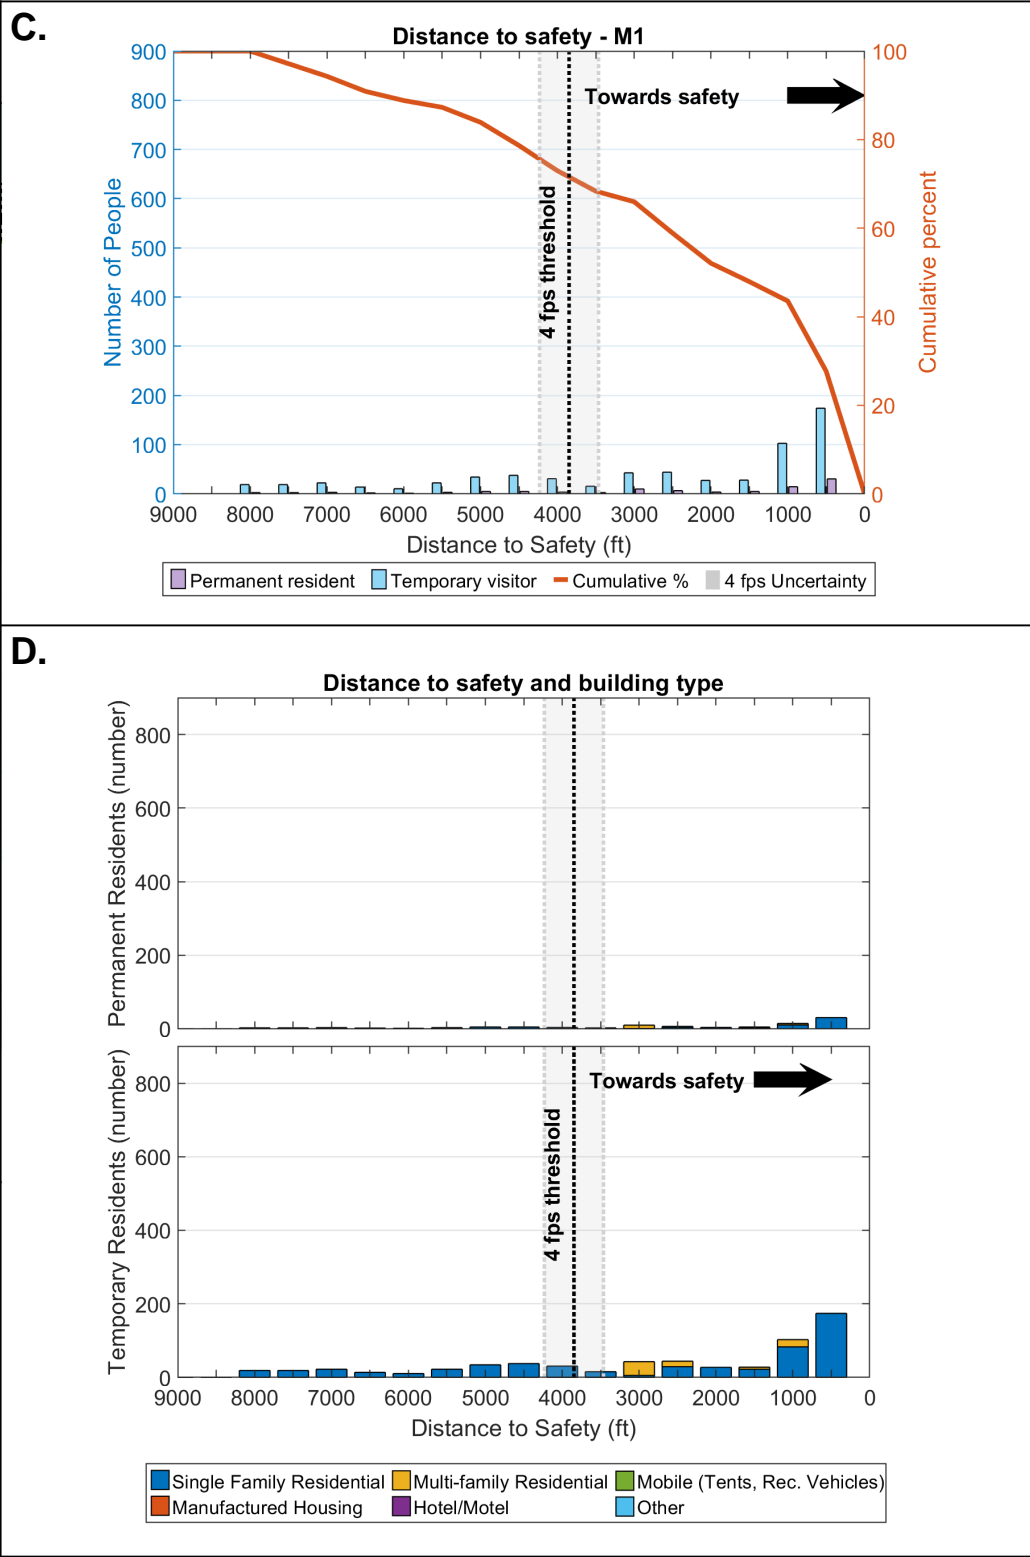 C.
Distance to safety - M1
900
800
700
600
500
400
300
200
100
0
Number of People
100
80
60
40
20
0
Cumulative percent
Towards safety
4 fps threshold
9000 8000 7000 6000 5000 4000 3000 2000 1000 0
Distance to Safety (ft)
Permanent resident Temporary visitor Cumulative % 4 fps Uncertainty
D.
Distance to safety and building type
Permanent Residents (number)
800
600
400
200
0
Temporary Residents (number)
800
600
400
200
0
Towards safety
4 fps threshold
9000 8000 7000 6000 5000 4000 3000 2000 1000 0
Distance to Safety (ft)
Single Family Residential Multi-family Residential Mobile (Tents, Rec. Vehicles)
Manufactured Housing Hotel/Motel Other